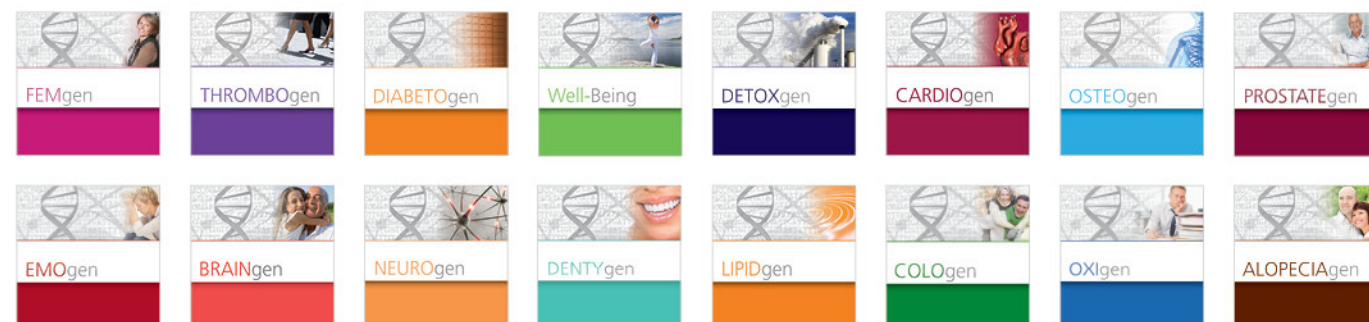 FEMgen
THROMBOgen
DIABETOgen
Well-Being
DETOXgen
CARDIOgen
OSTEOgen
PROSTATEgen
EMOgen
BRAINgen
NEUROgen
DENTYgen
LIPIDgen
COLOgen
OXIgen
ALOPECIAgen